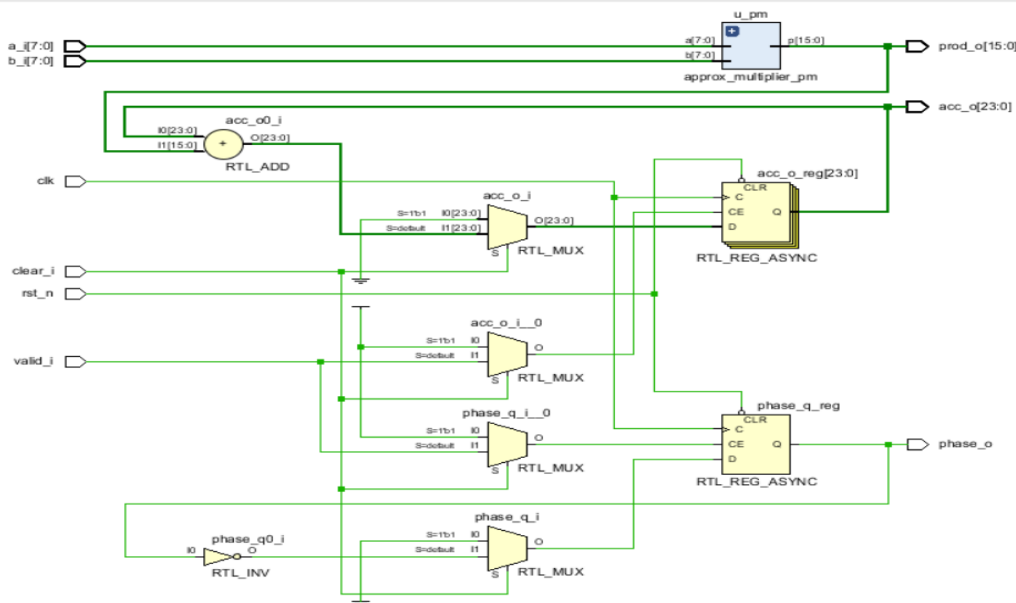 u_pm
a_i[7:0]
b_i[7:0]
a[7:0]
b[7:0]
p[15:0]
prod_o[15:0]
approx_multiplier_pm
acc_o[23:0]
acc_o0_i
I0[23:0]
I1[15:0]
+
O[23:0]
RTL_ADD
clk
acc_o_reg[23:0]
CLR
C
CE
D
Q
RTL_REG_ASYNC
acc_o_i
S=1'b1
I0[23:0]
S=default
I1[23:0]
O[23:0]
S
RTL_MUX
clear_i
rst_n
acc_o_i__0
S=1'b1
I0
S=default
I1
O
S
RTL_MUX
valid_i
phase_q_i__0
S=1'b1
I0
S=default
I1
O
S
RTL_MUX
phase_q_reg
CLR
C
CE
D
Q
RTL_REG_ASYNC
phase_o
phase_q_i
S=1'b1
I0
S=default
I1
O
S
RTL_MUX
phase_q0_i
I0
O
RTL_INV